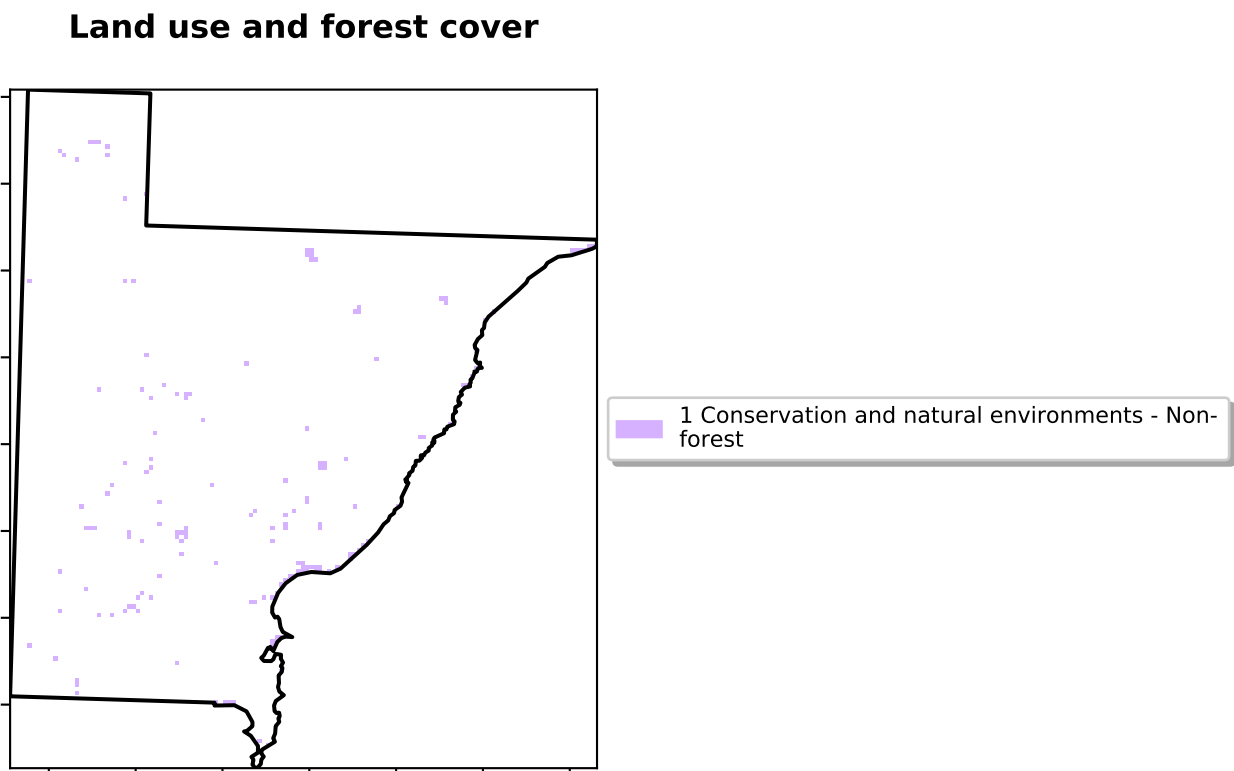 Land use and forest cover
1 Conservation and natural environments - Non-
forest